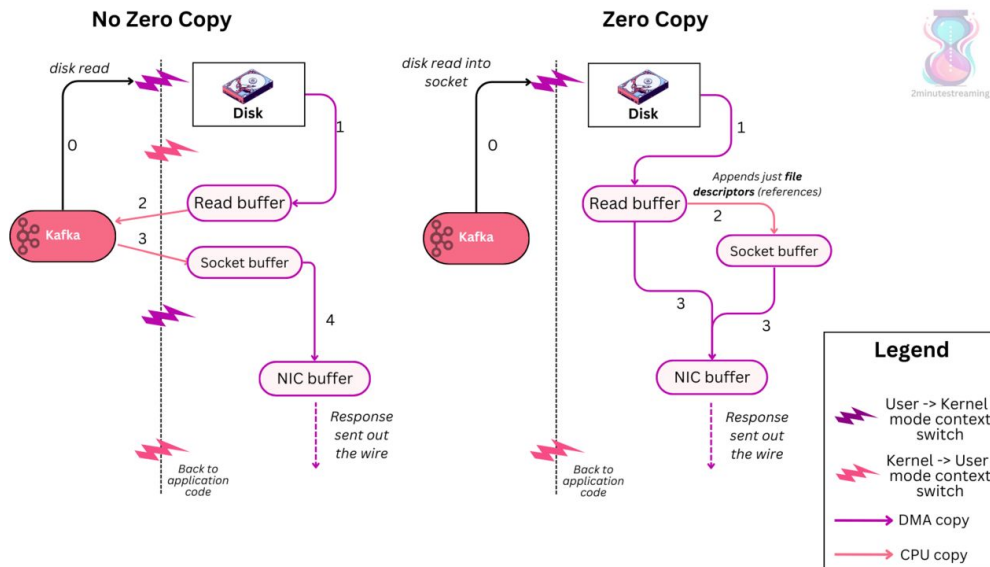 No Zero Copy
disk read
0
Disk
1
Read buffer
2
Kafka
3
Socket buffer
4
NIC buffer
Response
sent out
the wire
Back to
application
code
Zero Copy
disk read into
socket
0
Disk
1
Appends just file
descriptors (references)
Read buffer
2
Kafka
Socket buffer
3
3
NIC buffer
Response
sent out
the wire
Back to
application
code
2minutestreaming
Legend
User -> Kernel
mode context
switch
Kernel -> User
mode context
switch
DMA copy
CPU copy